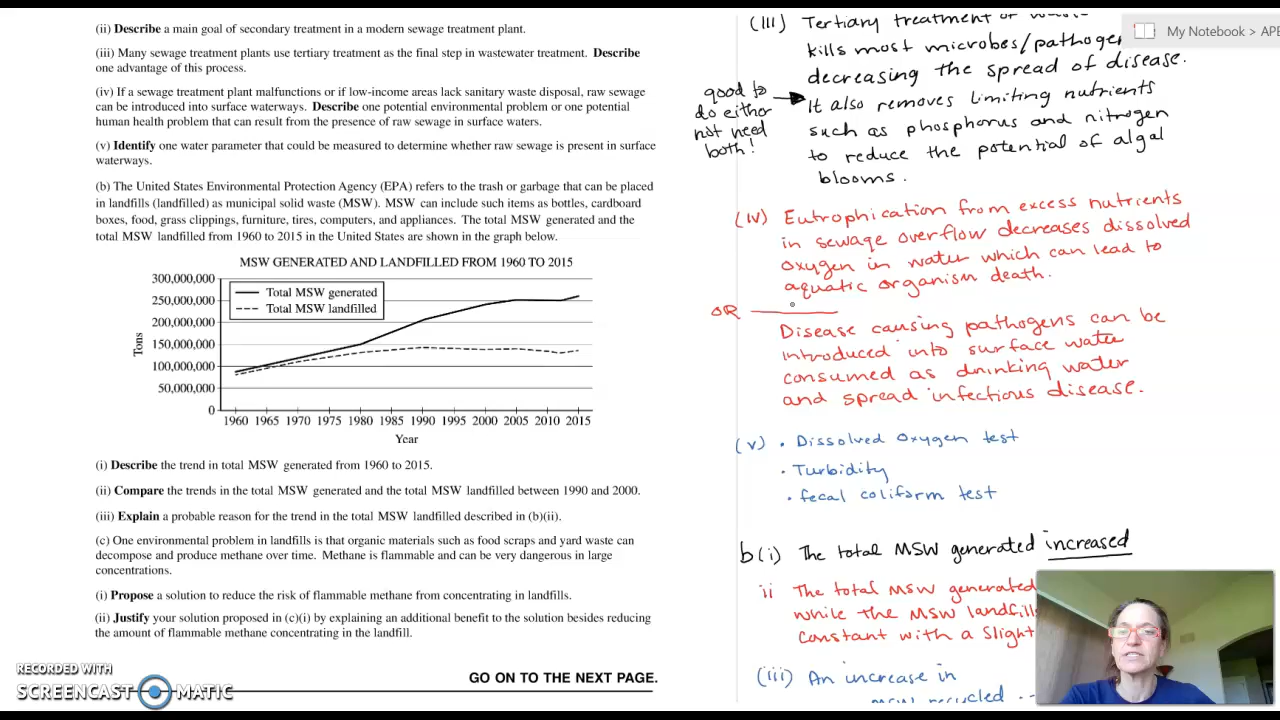 (ii) Describe a main goal of secondary treatment in a modern sewage treatment plant.
(iii) Many sewage treatment plants use tertiary treatment as the final step in wastewater treatment. Describe
one advantage of this process.
(iv) If a sewage treatment plant malfunctions or if low-income areas lack sanitary waste disposal, raw sewage
can be introduced into surface waterways. Describe one potential environmental problem or one potential
human health problem that can result from the presence of raw sewage in surface waters.
(v) Identify one water parameter that could be measured to determine whether raw sewage is present in surface
waterways.
(b) The United States Environmental Protection Agency (EPA) refers to the trash or garbage that can be placed
in landfills (landfilled) as municipal solid waste (MSW). MSW can include such items as bottles, cardboard
boxes, food, grass clippings, furniture, tires, computers, and appliances. The total MSW generated and the
total MSW landfilled from 1960 to 2015 in the United States are shown in the graph below.
MSW GENERATED AND LANDFILLED FROM 1960 TO 2015
300,000,000
250,000,000
200,000,000
150,000,000
100,000,000
50,000,000
0
Tons
Total MSW generated
Total MSW landfilled
1960 1965 1970 1975 1980 1985 1990 1995 2000 2005 2010 2015
Year
(i) Describe the trend in total MSW generated from 1960 to 2015.
(ii) Compare the trends in the total MSW generated and the total MSW landfilled between 1990 and 2000.
(iii) Explain a probable reason for the trend in the total MSW landfilled described in (b)(ii).
(c) One environmental problem in landfills is that organic materials such as food scraps and yard waste can
decompose and produce methane over time. Methane is flammable and can be very dangerous in large
concentrations.
(i) Propose a solution to reduce the risk of flammable methane from concentrating in landfills.
(ii) Justify your solution proposed in (c)(i) by explaining an additional benefit to the solution besides reducing
the amount of flammable methane concentrating in the landfill.
GO ON TO THE NEXT PAGE.
RECORDED WITH
SCREENCAST MATIC
My Notebook > APE
(iii) Tertiary treatment of
kills most microbes/
decreasing the spread of disease.
good to
do either
not need
both!
It also removes limiting nutrients
such as phosphorus and nitrogen
to reduce the potential of algal
blooms.
(iv) Eutrophication from excess nutrients
in sewage overflow decreases dissolved
oxygen in water which can lead to
aquatic organism death.
OR
Disease causing pathogens can be
introduced into surface water
consumed as drinking water
and spread infectious disease.
(v) • Dissolved oxygen test
• Turbidity
• fecal coliform test
b(i) The total MSW generated increased
ii The total MSW generated
while the MSW
constant with a slight
(iii) An increase in
MSW recycled